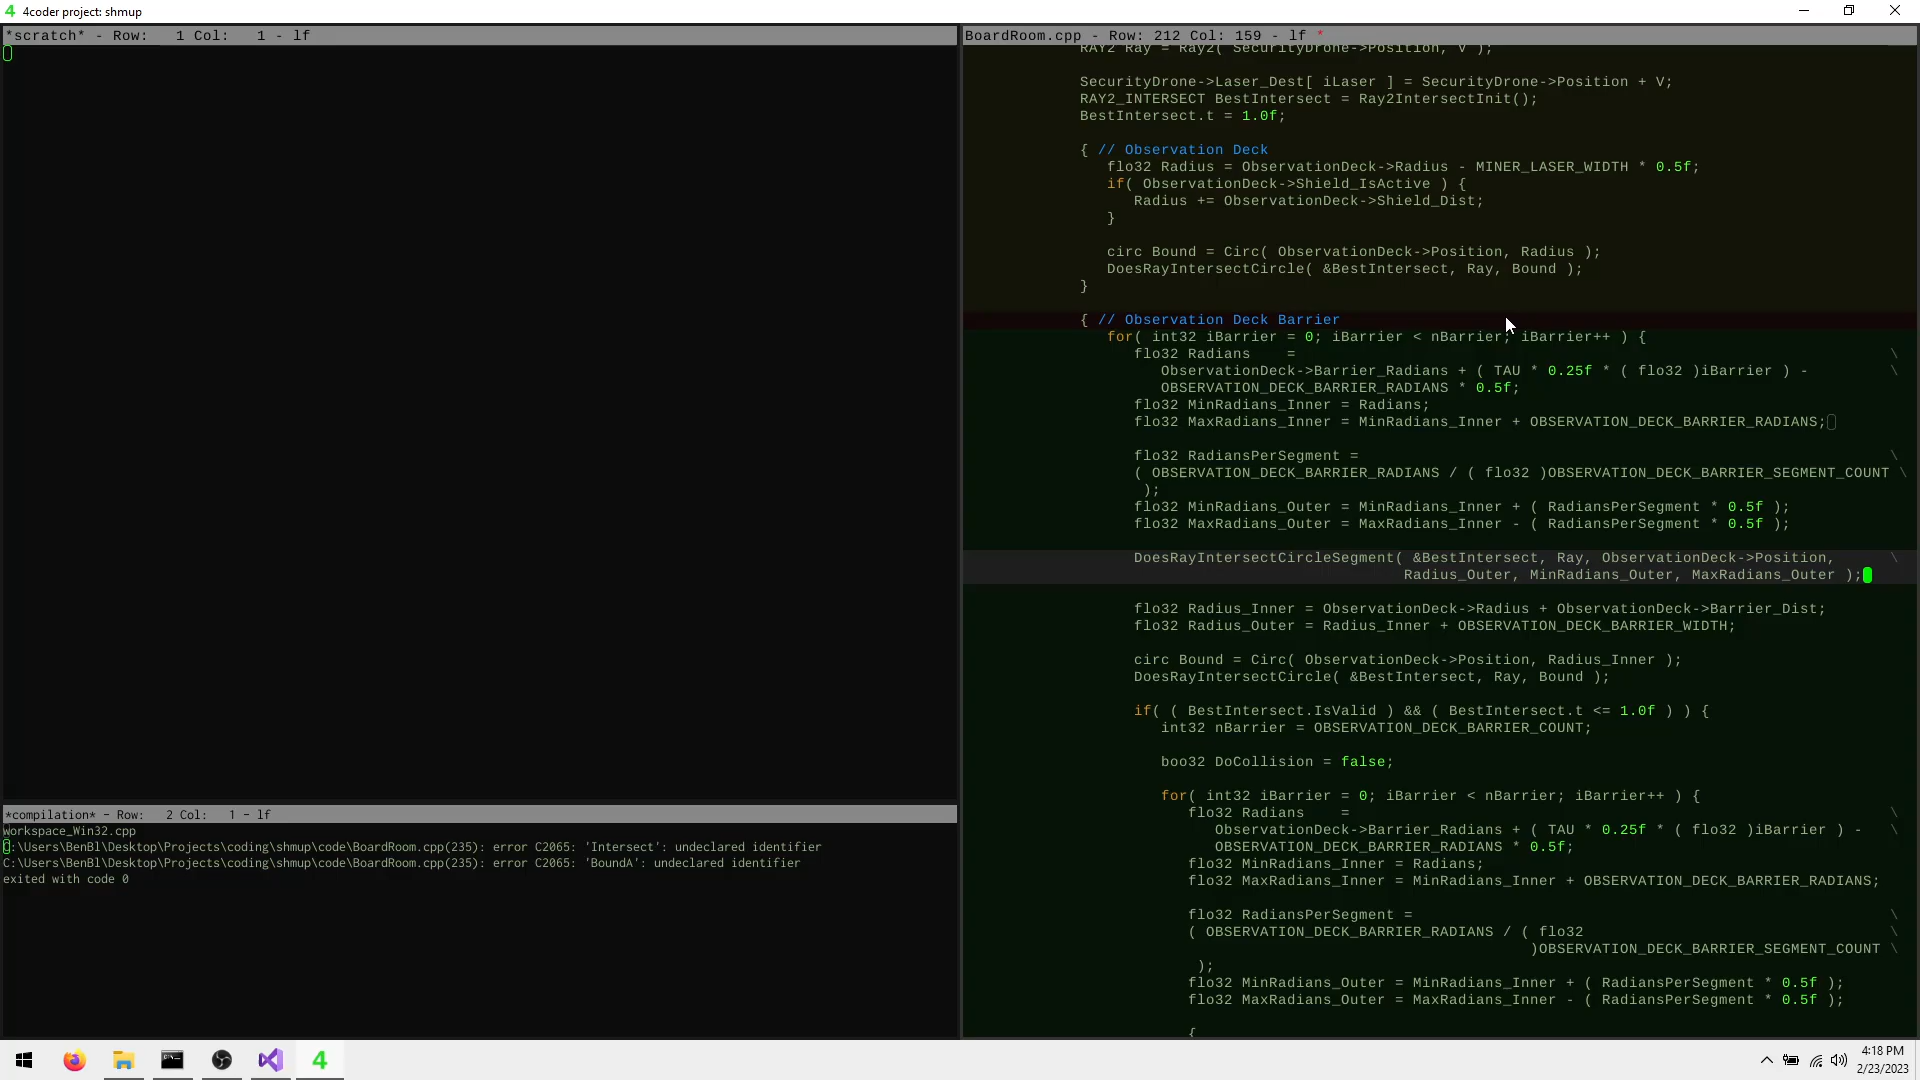 4 4coder project: shmup
*scratch* - Row:   1 Col:   1 - lf
*compilation* - Row:   2 Col:   1 - lf
Workspace_Win32.cpp
C:\Users\BenBl\Desktop\Projects\coding\shmup\code\BoardRoom.cpp(235): error C2065: 'Intersect': undeclared identifier
C:\Users\BenBl\Desktop\Projects\coding\shmup\code\BoardRoom.cpp(235): error C2065: 'BoundA': undeclared identifier
exited with code 0
BoardRoom.cpp - Row: 212 Col: 159 - lf *
RAY2 Ray = Ray2( SecurityDrone->Position, V );
SecurityDrone->Laser_Dest[ iLaser ] = SecurityDrone->Position + V;
RAY2_INTERSECT BestIntersect = Ray2IntersectInit();
BestIntersect.t = 1.0f;
{ // Observation Deck
flo32 Radius = ObservationDeck->Radius - MINER_LASER_WIDTH * 0.5f;
if( ObservationDeck->Shield_IsActive ) {
Radius += ObservationDeck->Shield_Dist;
}
circ Bound = Circ( ObservationDeck->Position, Radius );
DoesRayIntersectCircle( &BestIntersect, Ray, Bound );
}
{ // Observation Deck Barrier
for( int32 iBarrier = 0; iBarrier < nBarrier; iBarrier++ ) {
flo32 Radians    = \
ObservationDeck->Barrier_Radians + ( TAU * 0.25f * ( flo32 )iBarrier ) - \
OBSERVATION_DECK_BARRIER_RADIANS * 0.5f;
flo32 MinRadians_Inner = Radians;
flo32 MaxRadians_Inner = MinRadians_Inner + OBSERVATION_DECK_BARRIER_RADIANS;
flo32 RadiansPerSegment = \
( OBSERVATION_DECK_BARRIER_RADIANS / ( flo32 )OBSERVATION_DECK_BARRIER_SEGMENT_COUNT \
);
flo32 MinRadians_Outer = MinRadians_Inner + ( RadiansPerSegment * 0.5f );
flo32 MaxRadians_Outer = MaxRadians_Inner - ( RadiansPerSegment * 0.5f );
DoesRayIntersectCircleSegment( &BestIntersect, Ray, ObservationDeck->Position, \
Radius_Outer, MinRadians_Outer, MaxRadians_Outer );
flo32 Radius_Inner = ObservationDeck->Radius + ObservationDeck->Barrier_Dist;
flo32 Radius_Outer = Radius_Inner + OBSERVATION_DECK_BARRIER_WIDTH;
circ Bound = Circ( ObservationDeck->Position, Radius_Inner );
DoesRayIntersectCircle( &BestIntersect, Ray, Bound );
if( ( BestIntersect.IsValid ) && ( BestIntersect.t <= 1.0f ) ) {
int32 nBarrier = OBSERVATION_DECK_BARRIER_COUNT;
boo32 DoCollision = false;
for( int32 iBarrier = 0; iBarrier < nBarrier; iBarrier++ ) {
flo32 Radians    = \
ObservationDeck->Barrier_Radians + ( TAU * 0.25f * ( flo32 )iBarrier ) - \
OBSERVATION_DECK_BARRIER_RADIANS * 0.5f;
flo32 MinRadians_Inner = Radians;
flo32 MaxRadians_Inner = MinRadians_Inner + OBSERVATION_DECK_BARRIER_RADIANS;
flo32 RadiansPerSegment = \
( OBSERVATION_DECK_BARRIER_RADIANS / ( flo32 \
)OBSERVATION_DECK_BARRIER_SEGMENT_COUNT \
);
flo32 MinRadians_Outer = MinRadians_Inner + ( RadiansPerSegment * 0.5f );
flo32 MaxRadians_Outer = MaxRadians_Inner - ( RadiansPerSegment * 0.5f );
{
4
4:18 PM
2/23/2023